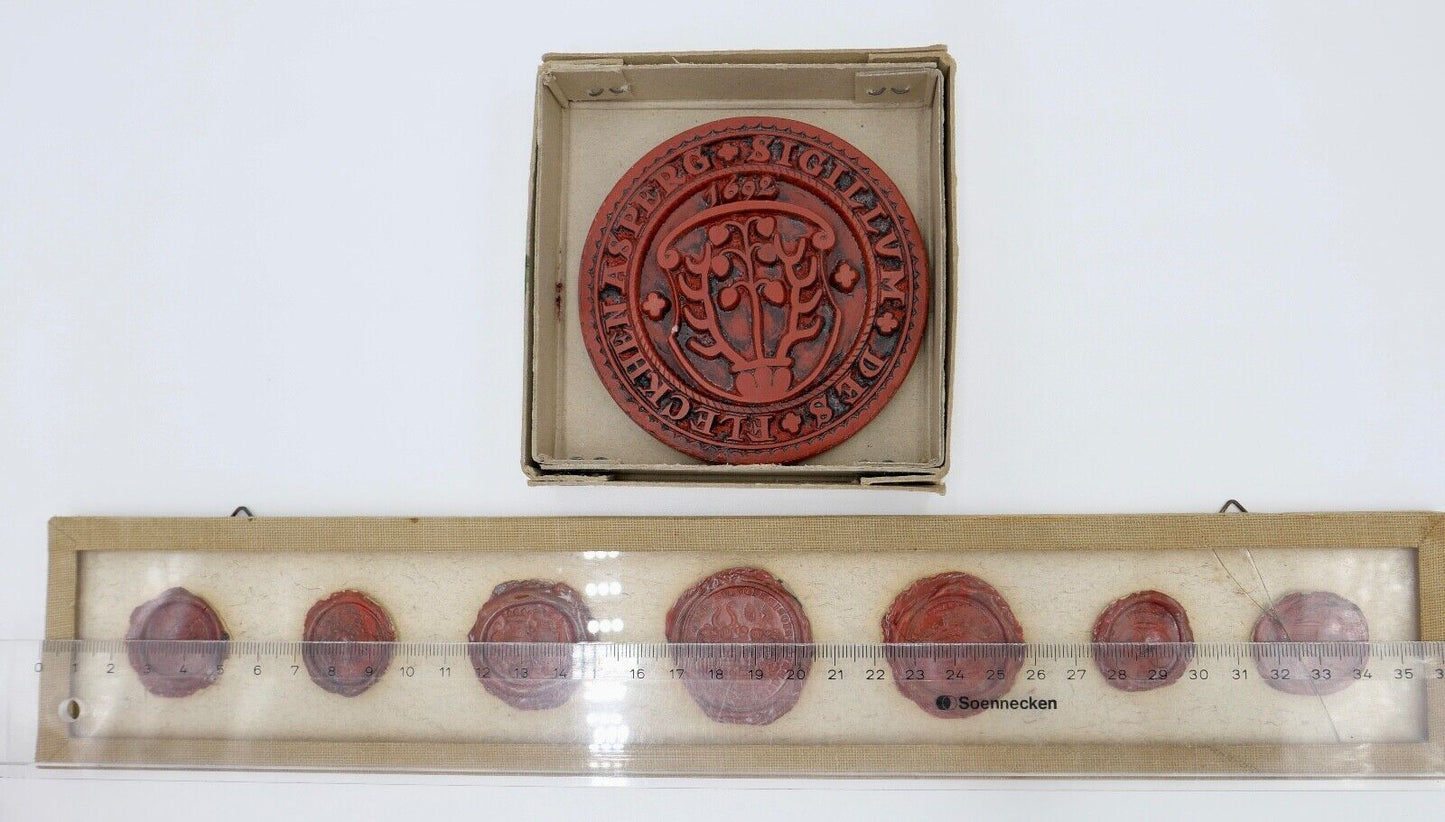 SIGILLVM DES FLECKHEN ASPERG
1692
0 1 2 3 4 5 6 7 8 9 10 11 12 13 14 15 16 17 18 19 20 21 22 23 24 25 26 27 28 29 30 31 32 33 34 35
Soennecken